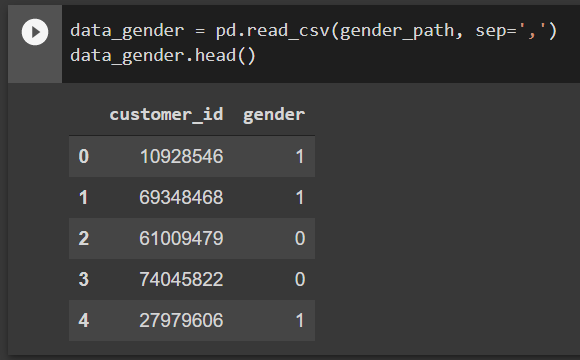 data_gender = pd.read_csv(gender_path, sep=',')
data_gender.head()
customer_id gender
0 10928546 1
1 69348468 1
2 61009479 0
3 74045822 0
4 27979606 1